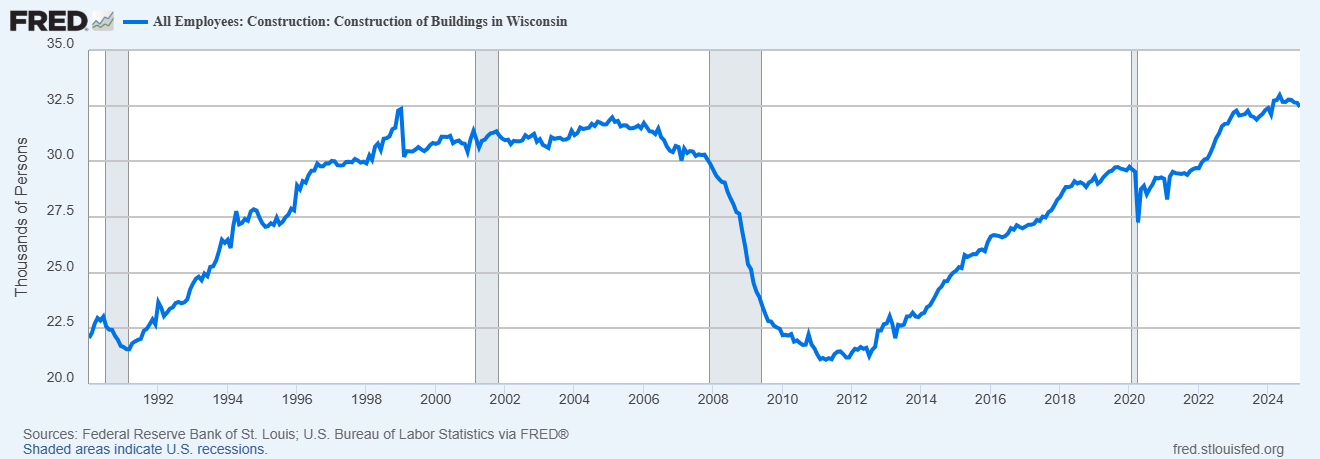 FRED
All Employees: Construction: Construction of Buildings in Wisconsin
35.0
32.5
30.0
27.5
25.0
22.5
20.0
Thousands of Persons
1992 1994 1996 1998 2000 2002 2004 2006 2008 2010 2012 2014 2016 2018 2020 2022 2024
Sources: Federal Reserve Bank of St. Louis; U.S. Bureau of Labor Statistics via FRED®
Shaded areas indicate U.S. recessions.
fred.stlouisfed.org